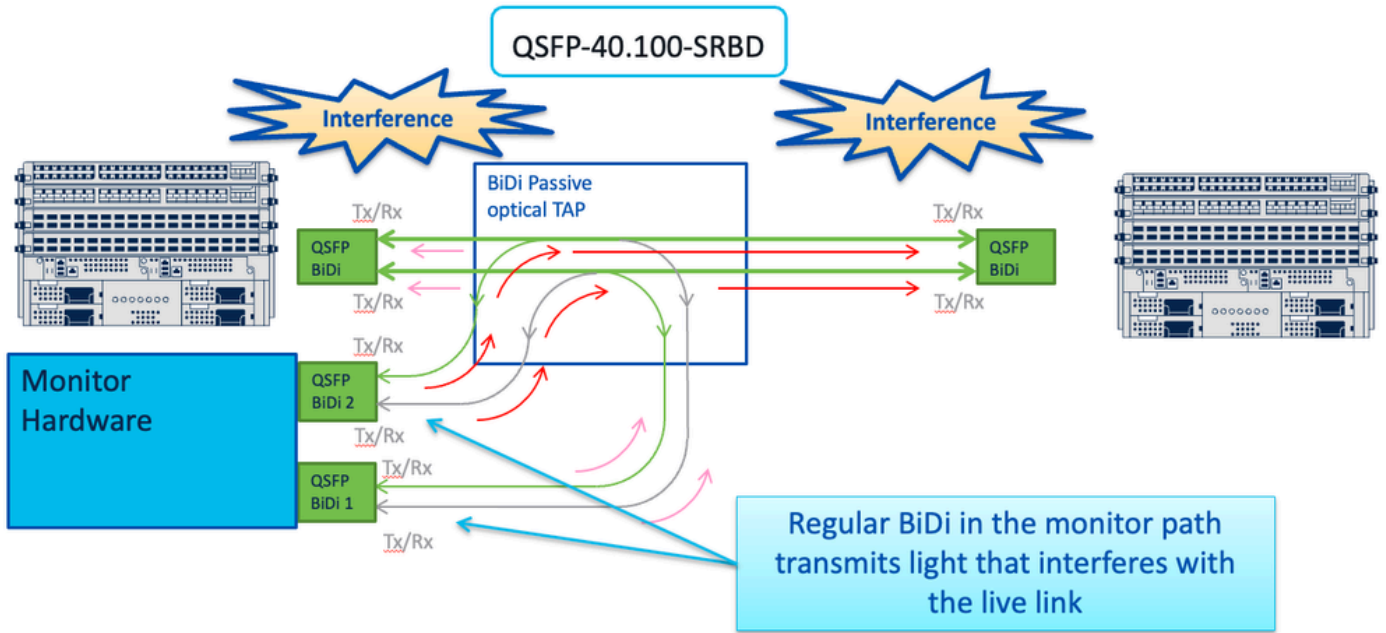 QSFP-40.100-SRBD
Interference
Interference
BiDi Passive
optical TAP
Tx/Rx
Tx/Rx
QSFP
BiDi
QSFP
BiDi
Tx/Rx
Tx/Rx
Tx/Rx
Monitor
Hardware
QSFP
BiDi 2
Tx/Rx
Tx/Rx
QSFP
BiDi 1
Tx/Rx
Regular BiDi in the monitor path
transmits light that interferes with
the live link